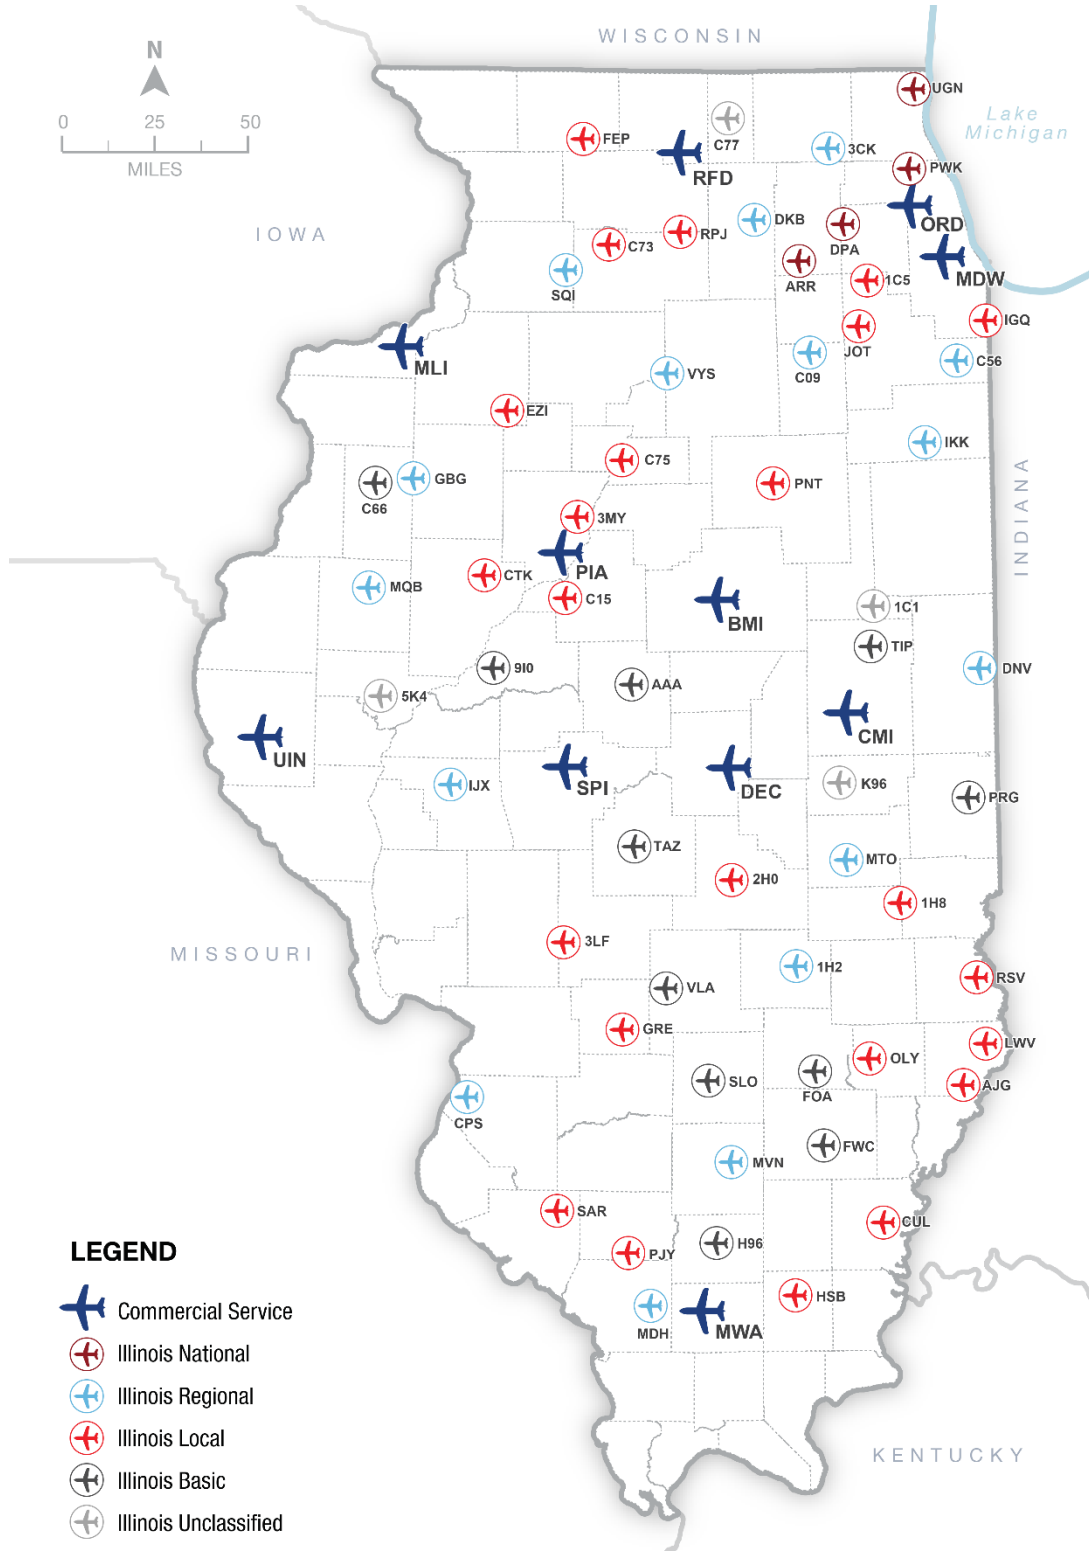 WISCONSIN
N
UGN
Lake
Michigan
0 25 50
MILES
FEP
C77
3CK
RFD
PWK
ORD
DKB
DPA
RPJ
C73
IOWA
MDW
ARR
1C5
SQI
IGQ
JOT
MLI
C09
C56
VYS
EZI
IKK
C75
GBG
PNT
C66
INDIANA
3MY
PIA
CTK
MQB
C15
BMI
1C1
TIP
9I0
DNV
AAA
5K4
CMI
UIN
SPI
DEC
IJX
K96
PRG
TAZ
MTO
2H0
1H8
3LF
MISSOURI
1H2
RSV
VLA
GRE
LWV
OLY
SLO
FOA
AJG
CPS
FWC
MVN
SAR
CUL
LEGEND
PJY
H96
HSB
Commercial Service
MDH
MWA
Illinois National
Illinois Regional
Illinois Local
KENTUCKY
Illinois Basic
Illinois Unclassified